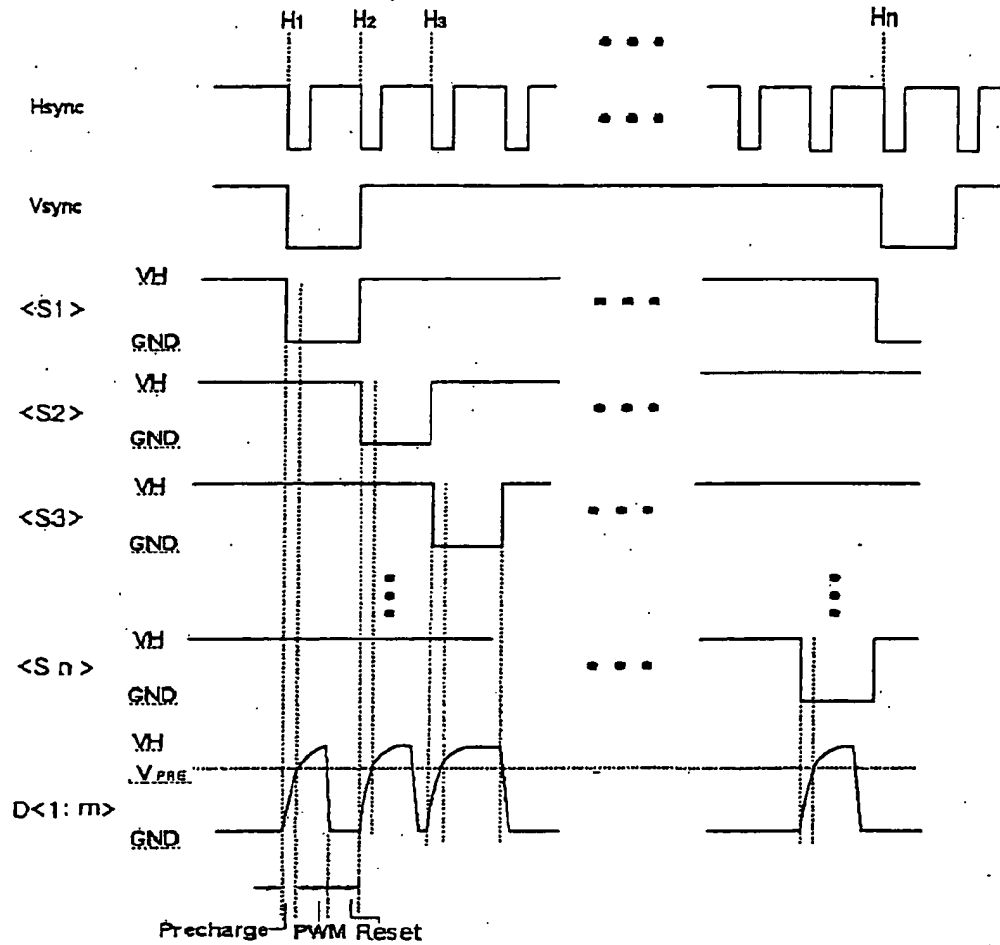 H1 H2 H3 Hn
Hsync
Vsync
VH
<S1>
GND
VH
<S2>
GND
VH
<S3>
GND
VH
<S n>
GND
VH
VPRE
D<1: m>
GND
Precharge PWM Reset